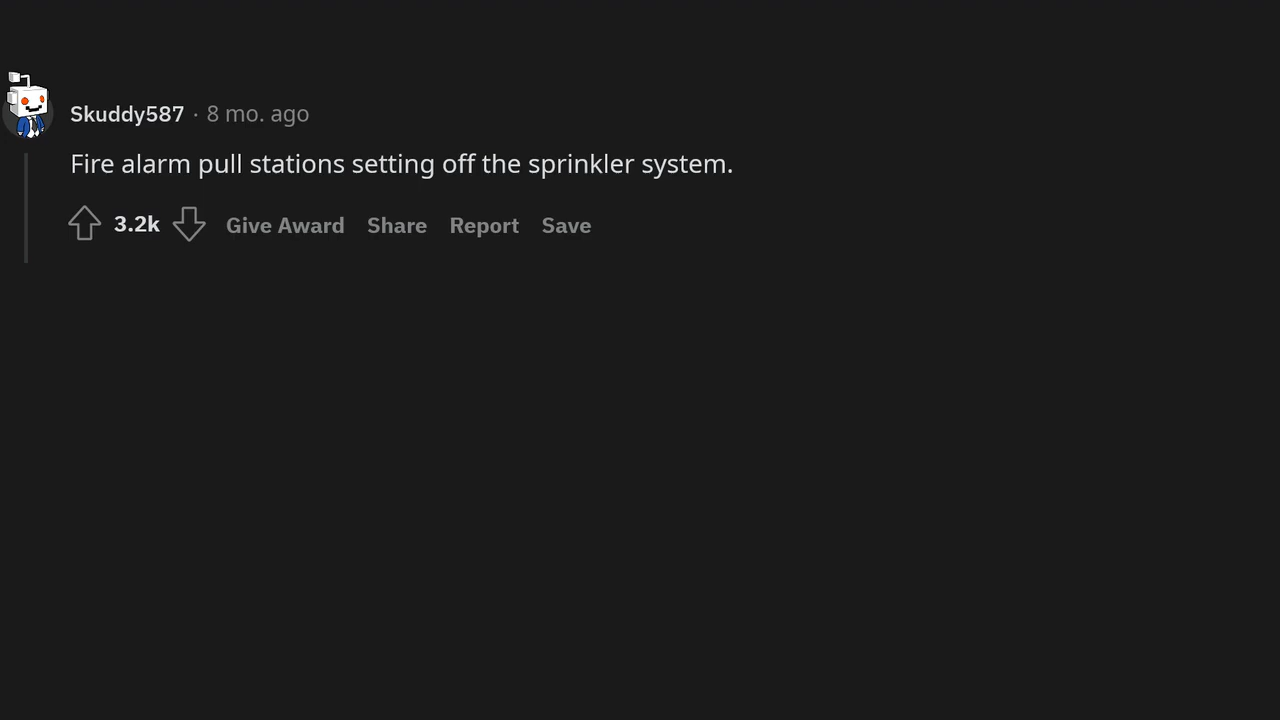 Skuddy587 · 8 mo. ago
Fire alarm pull stations setting off the sprinkler system.
3.2k Give Award Share Report Save